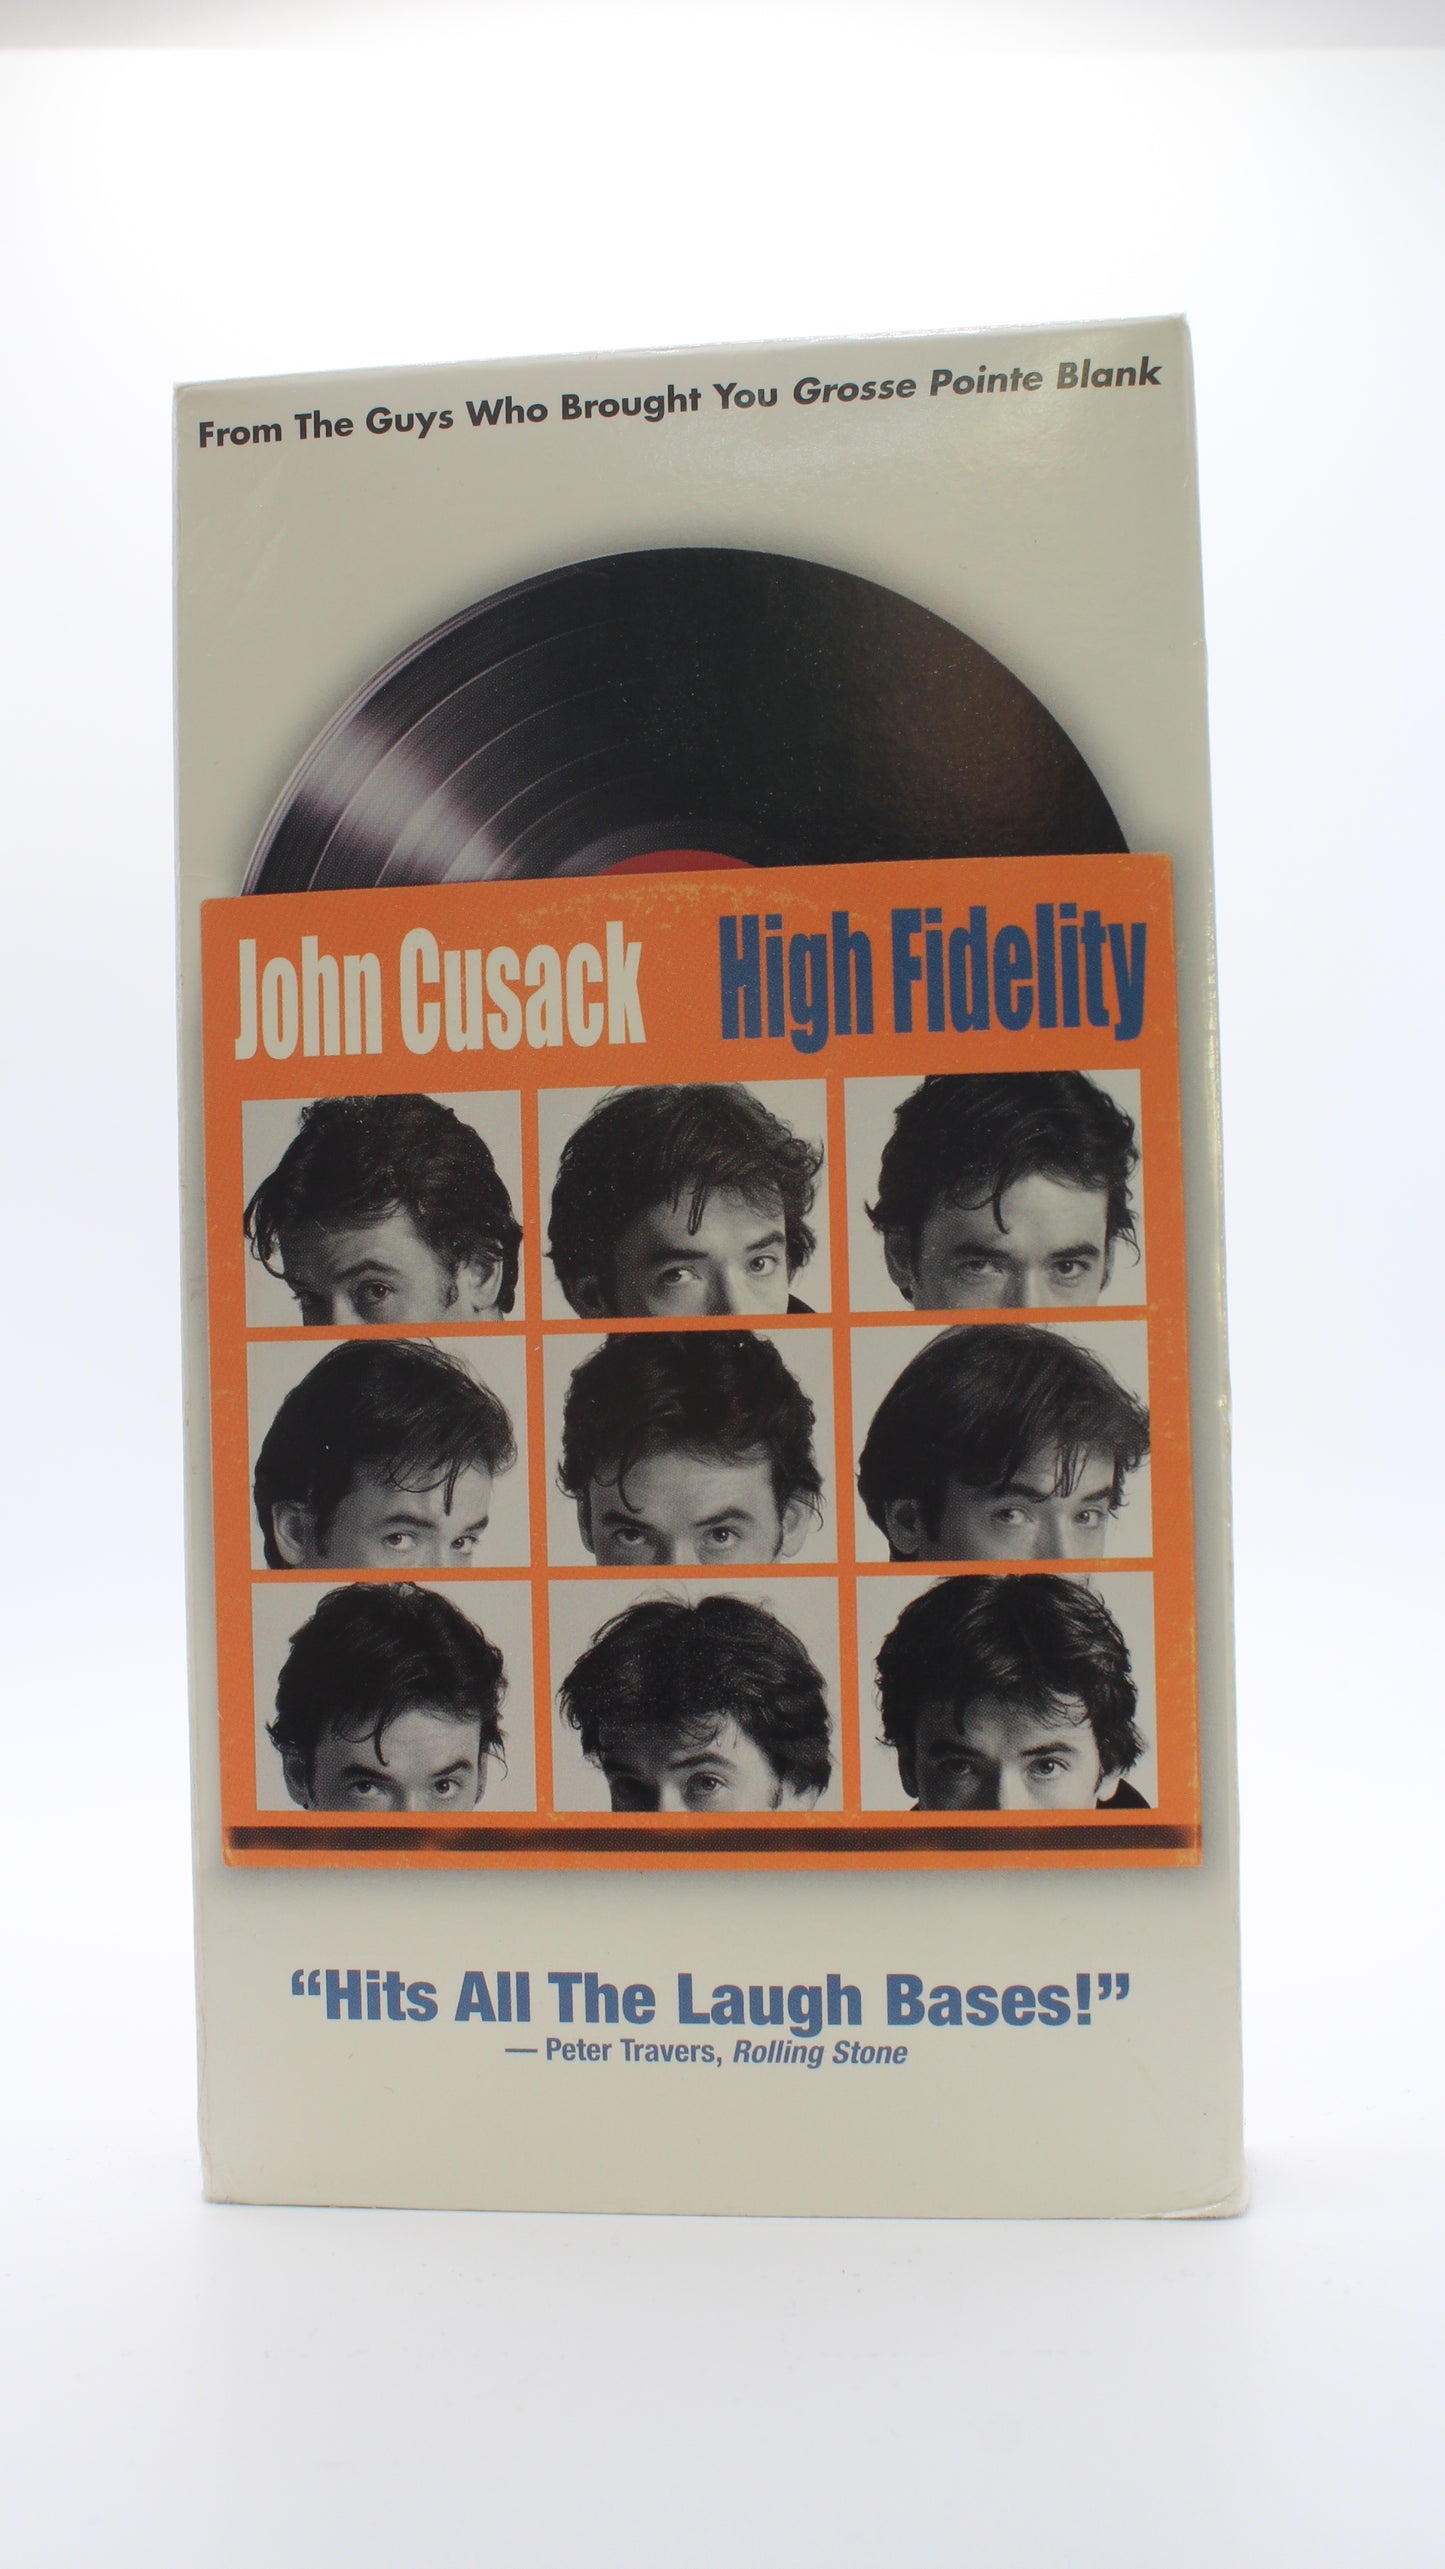 From The Guys Who Brought You Grosse Pointe Blank
John Cusack High Fidelity
“Hits All The Laugh Bases!”
— Peter Travers, Rolling Stone